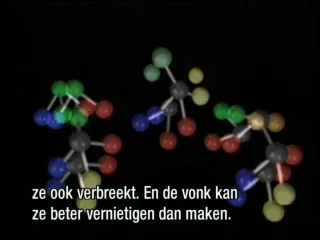 ze ook verbreekt. En de vonk kan
ze beter vernietigen dan maken.